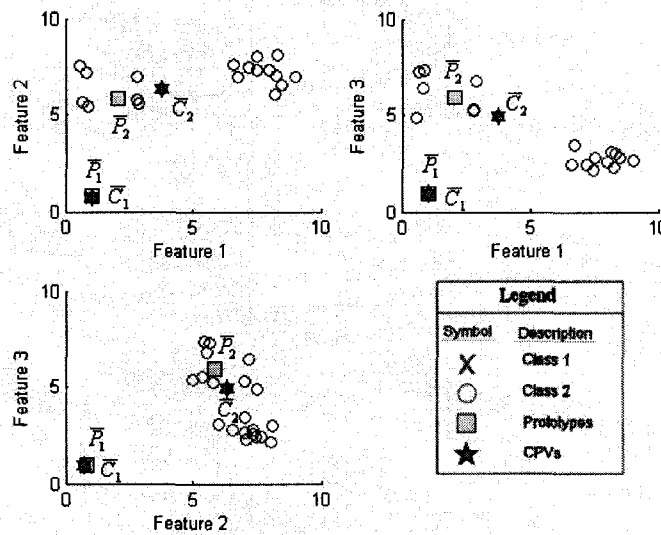 10
Feature 2
5
0
0
5
10
Feature 1
P̅₂
C̅₂
P̅₁
C̅₁
10
Feature 3
5
0
0
5
10
Feature 1
P̅₂
C̅₂
P̅₁
C̅₁
10
Feature 3
5
0
0
5
10
Feature 2
P̅₂
C̅₂
P̅₁
C̅₁
Legend
Symbol Description
Class 1
Class 2
Prototypes
CPVs